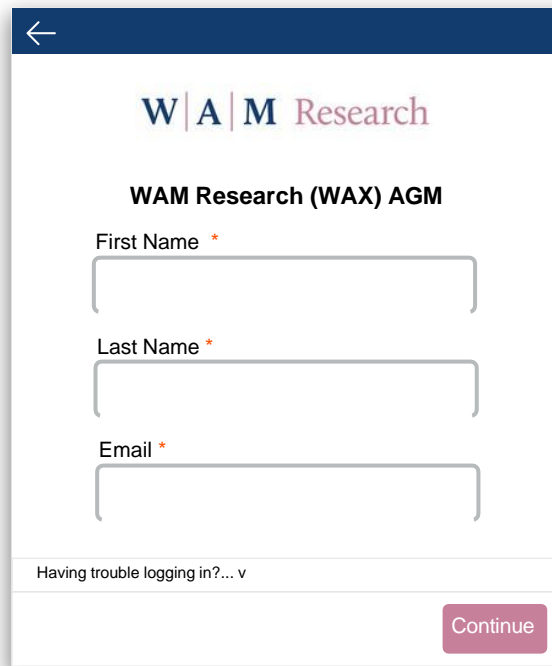 W|A|M Research
WAM Research (WAX) AGM
First Name *
Last Name *
Email *
Having trouble logging in?... v
Continue